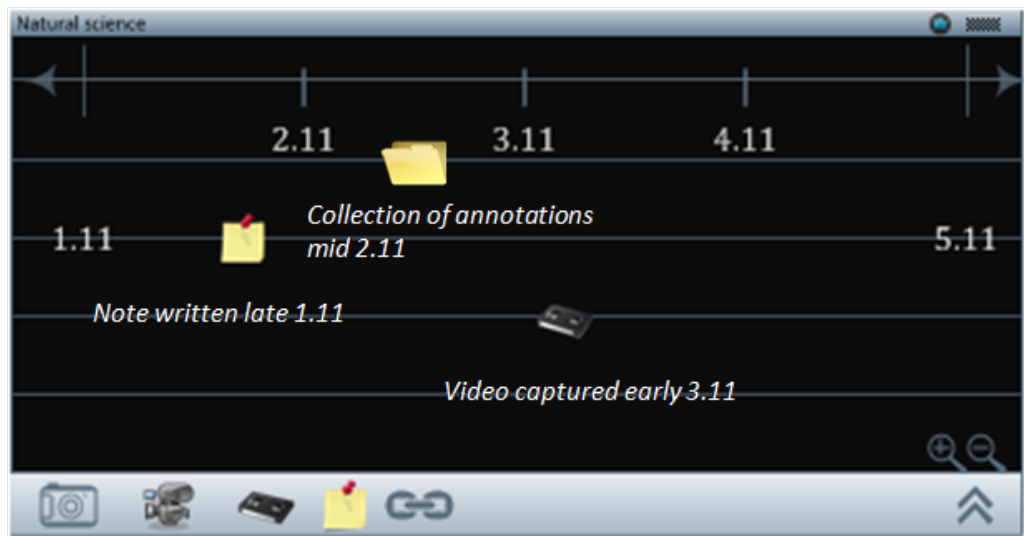 Natural science
2.11 3.11 4.11
Collection of annotations
mid 2.11
1.11 5.11
Note written late 1.11
Video captured early 3.11